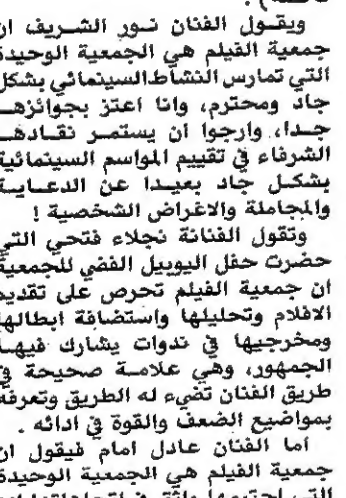 ويقول الفنان نور الشريف ان
جمعية الفيلم هي الجمعية الوحيدة
التي تمارس النشاط السينمائي بشكل
جاد ومحترم، وانا اعتز بجوائزها
جدا، وارجوا ان يستمر نقادها
الشرفاء في تقييم المواسم السينمائية
بشكل جاد بعيدا عن الدعاية
والمجاملة والاغراض الشخصية !
وتقول الفنانة نجلاء فتحي التي
حضرت حفل اليوبيل الفضي للجمعية
ان جمعية الفيلم تحرص على تقديم
الافلام وتحليلها واستضافة ابطالها
ومخرجيها في ندوات يشارك فيها
الجمهور، وهي علامة صحيحة في
طريق الفنان تضيء له الطريق وتعرفه
بمواضيع الضعف والقوة في ادائه .
اما الفنان عادل امام فيقول ان
جمعية الفيلم هي الجمعية الوحيدة